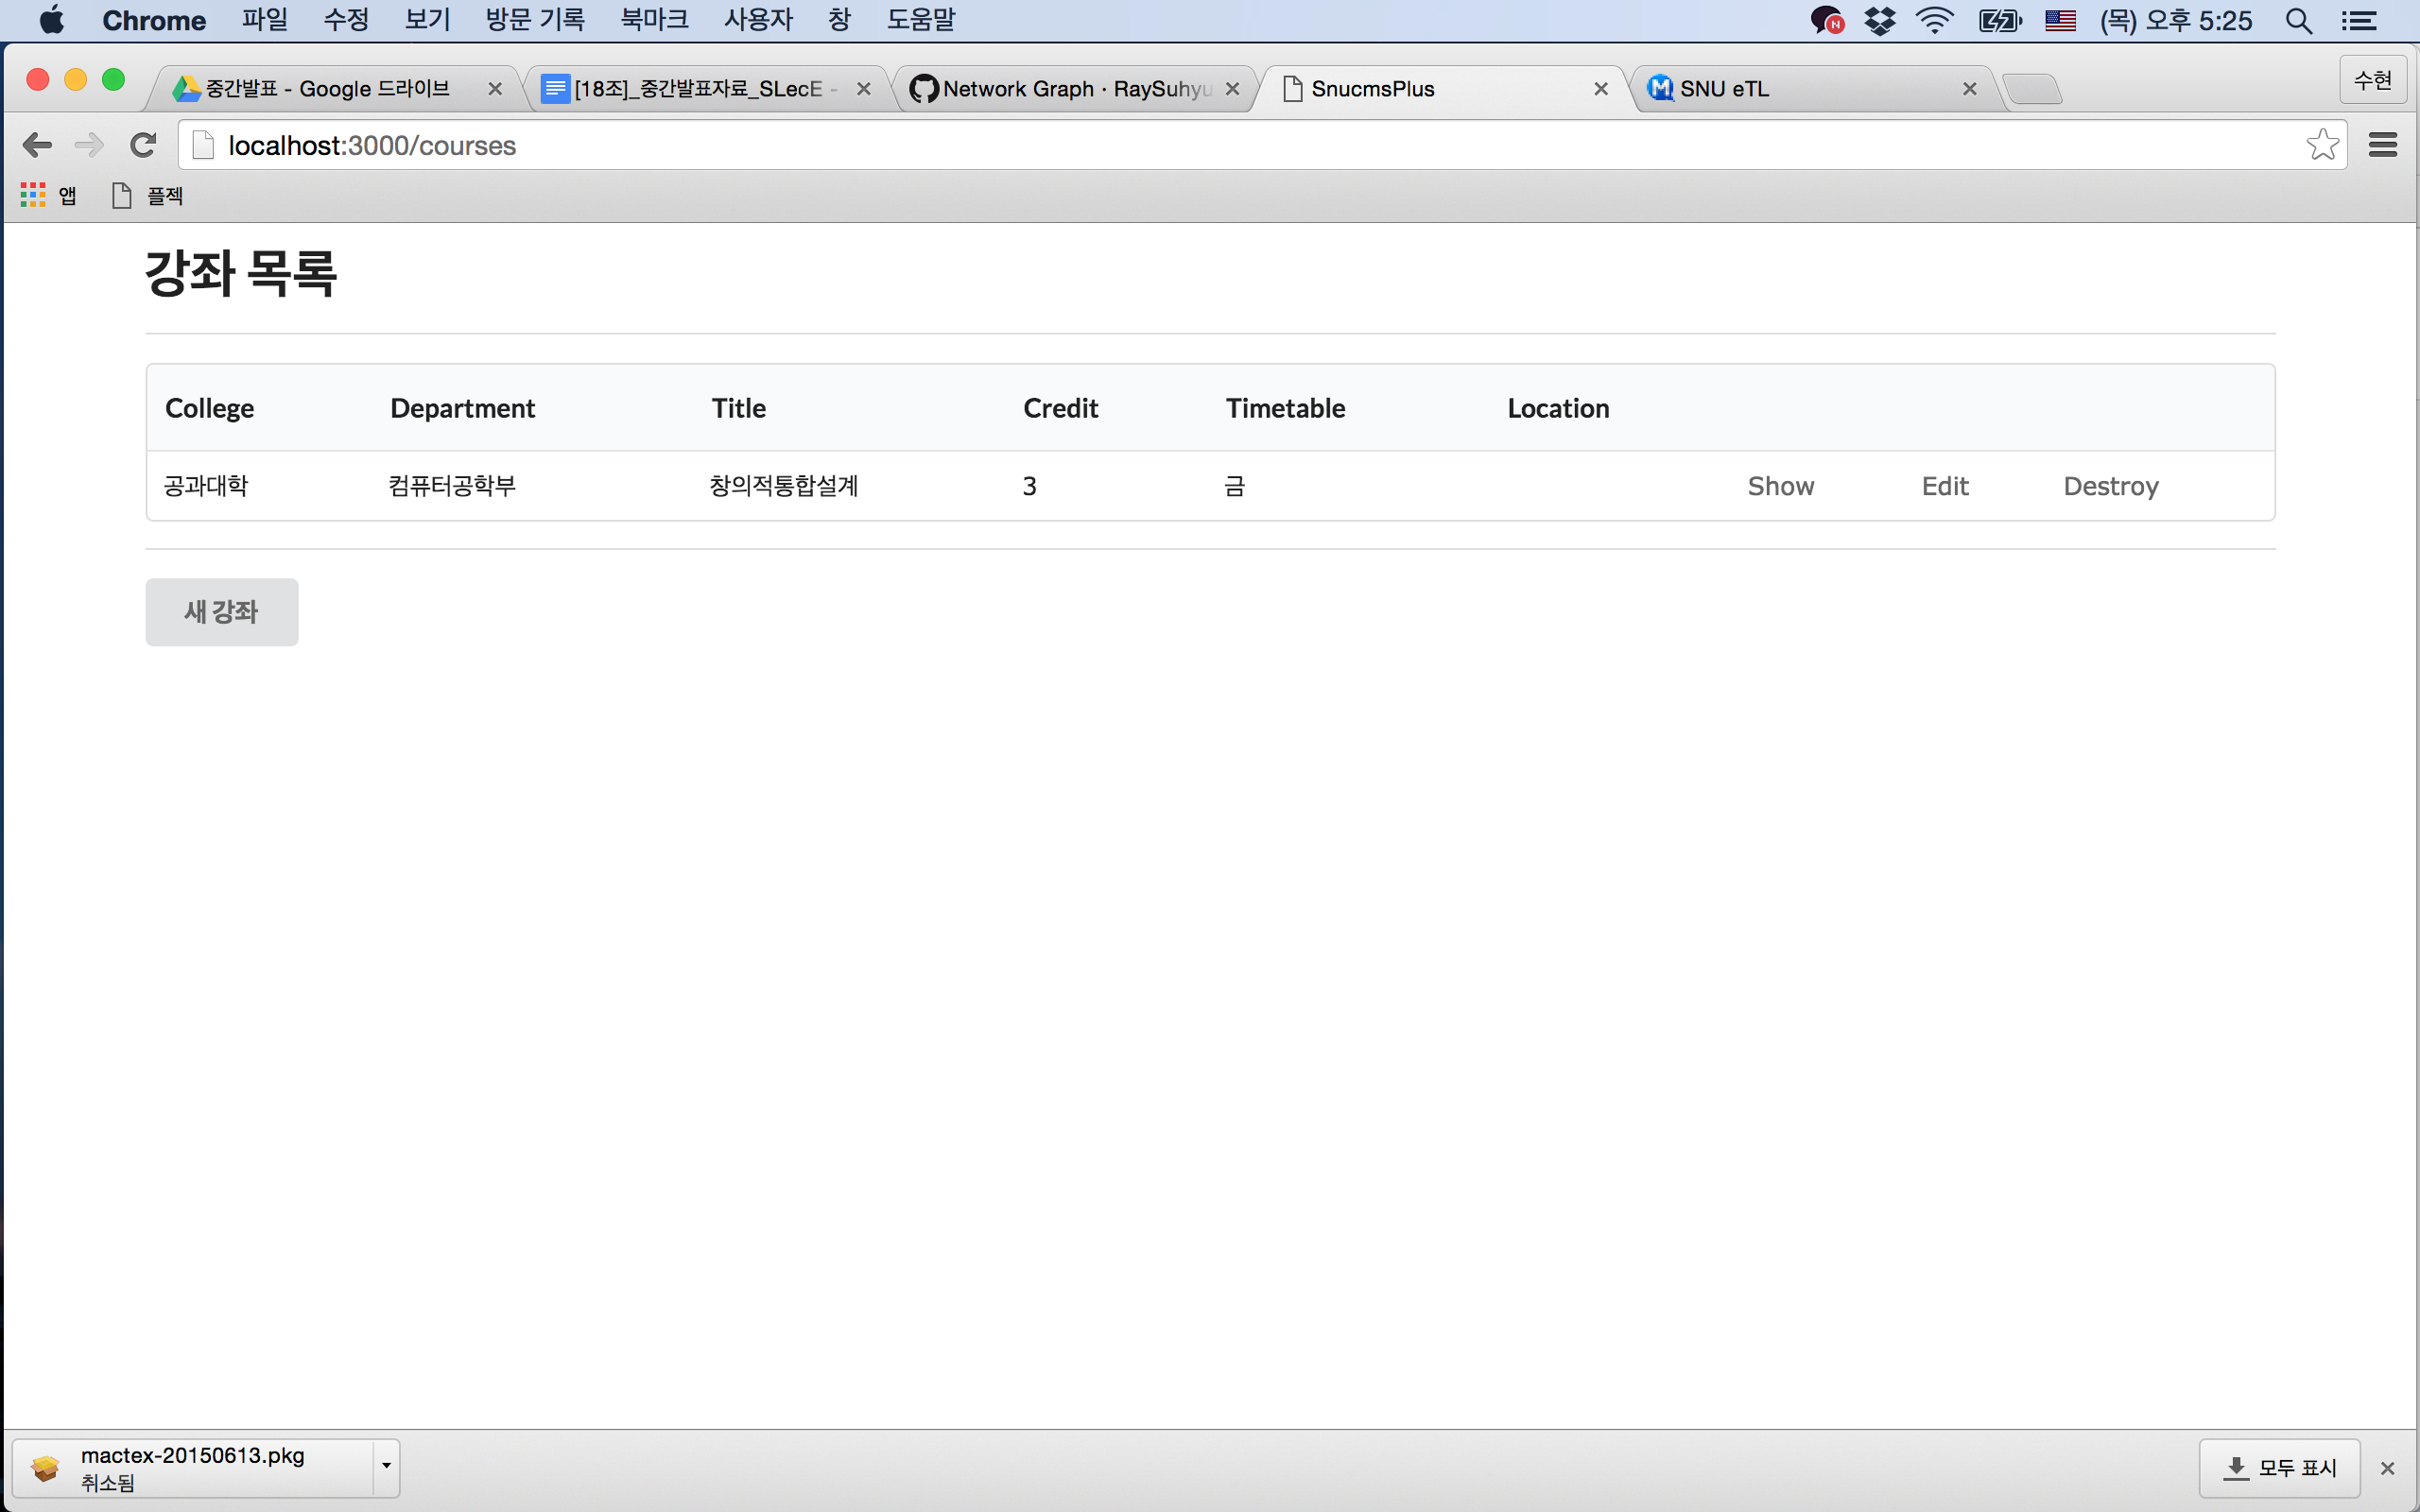 Chrome 파일 수정 보기 방문 기록 북마크 사용자 창 도움말 (목) 오후 5:25
중간발표 - Google 드라이브 [18조]_중간발표자료_SLecE - Network Graph · RaySuhyu SnucmsPlus SNU eTL 수현
localhost:3000/courses
앱 플젝
강좌 목록
College Department Title Credit Timetable Location
공과대학 컴퓨터공학부 창의적통합설계 3 금 Show Edit Destroy
새 강좌
mactex-20150613.pkg
취소됨
모두 표시